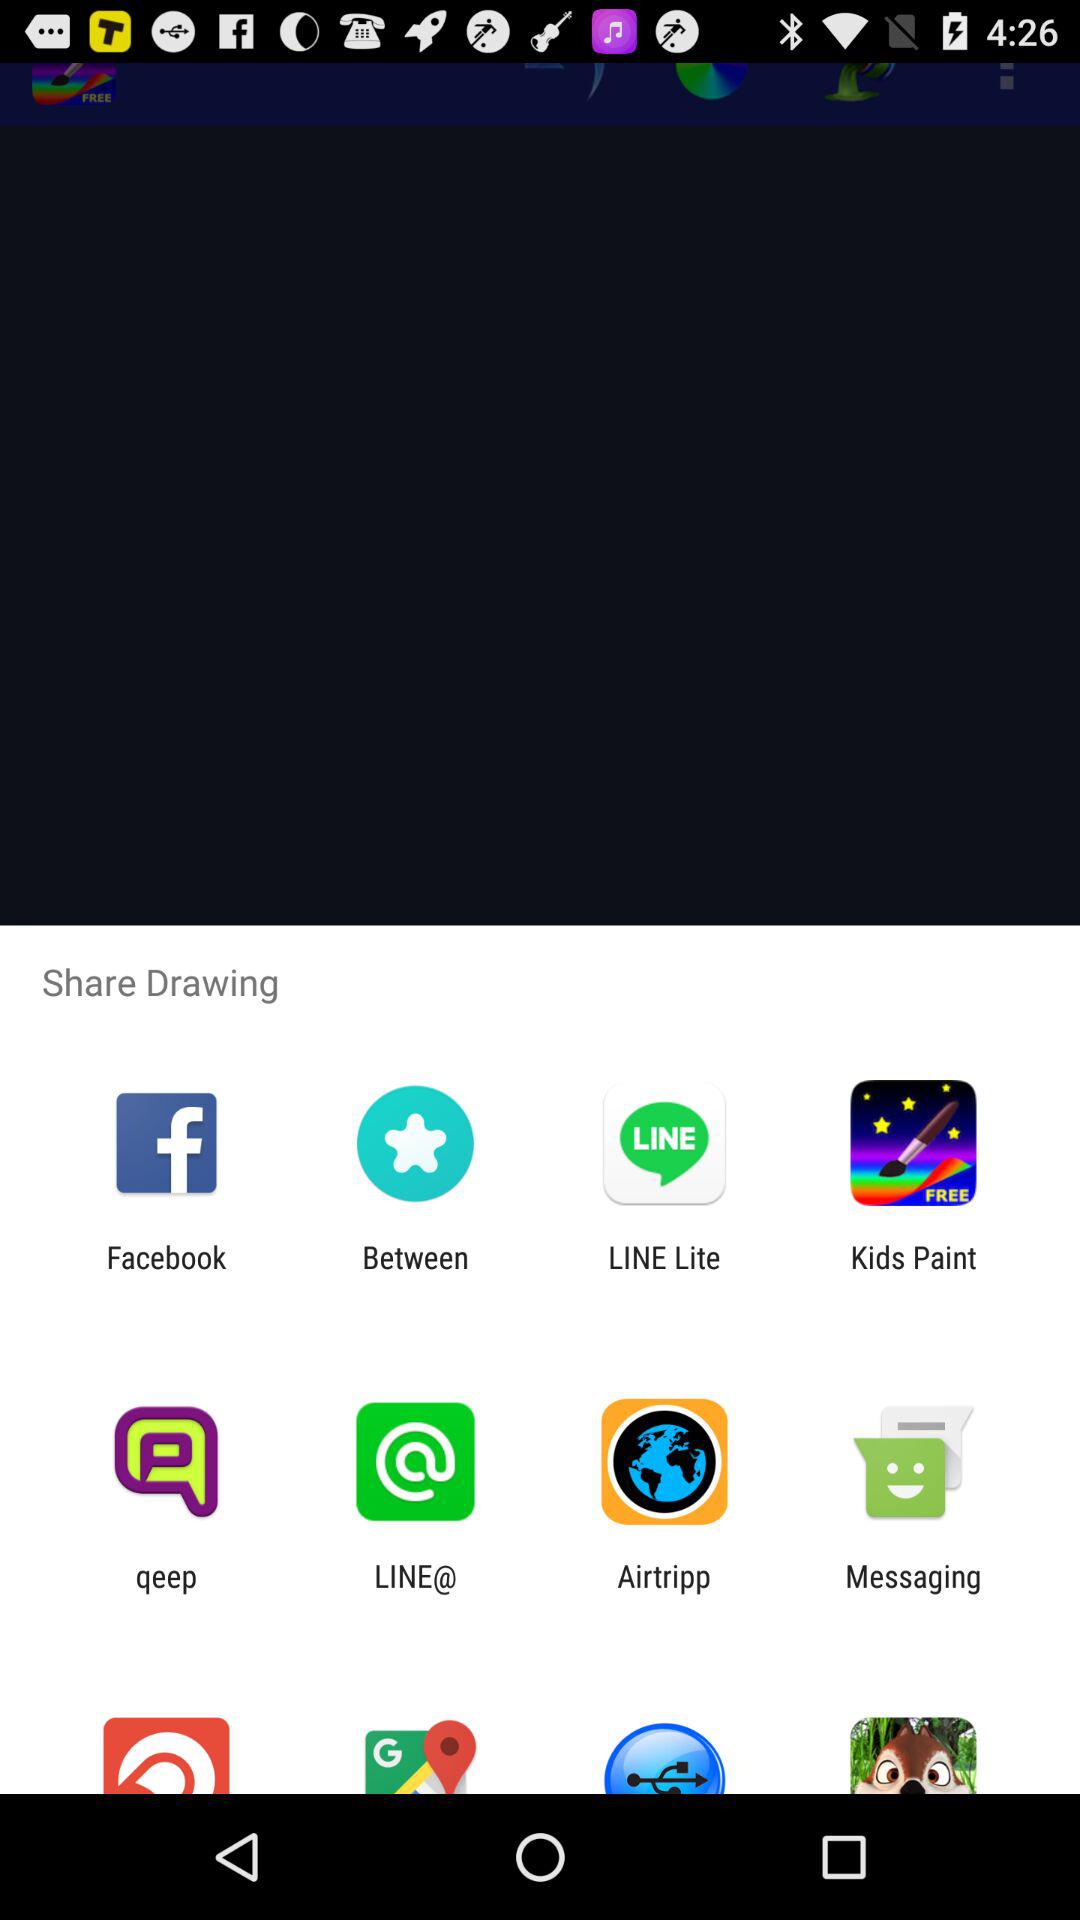 4:26
FREE
Share Drawing
LINE
FREE
Facebook
Between
LINE Lite
Kids Paint
qeep
LINE@
Airtripp
Messaging
G